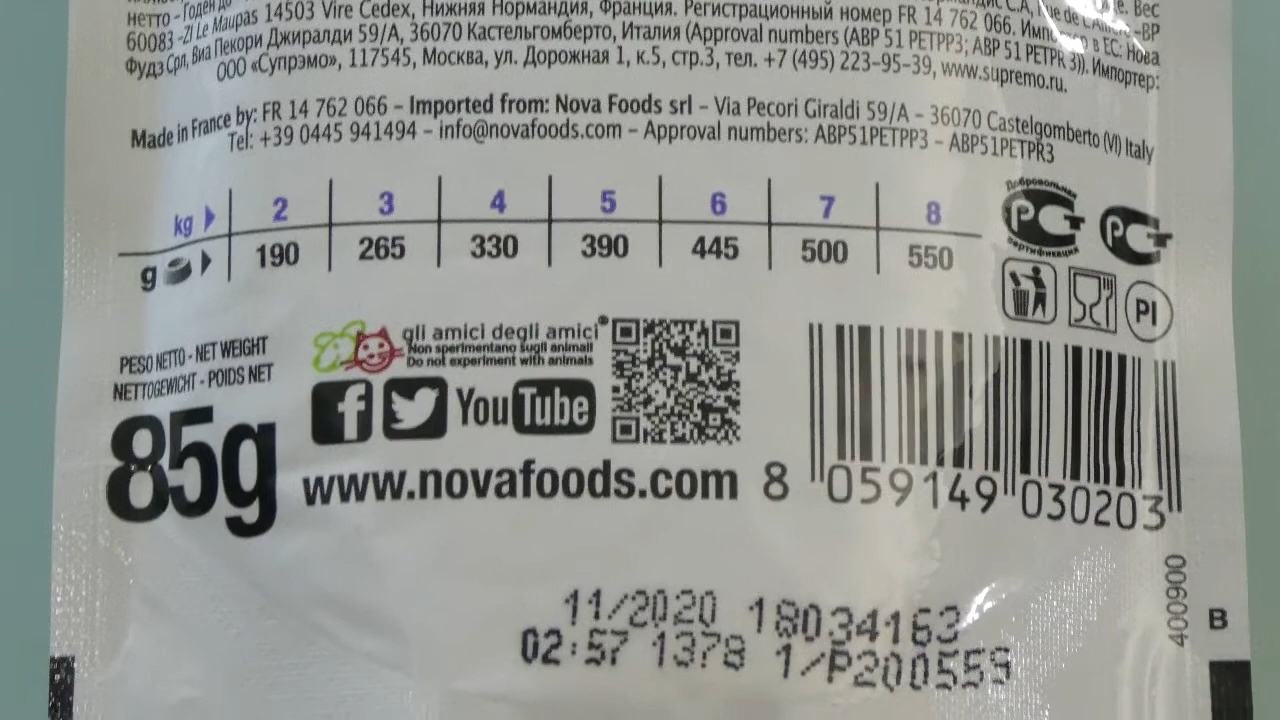 нетто - Годен до
60083 -ZI Le Maupas 14503 Vire Cedex, Нижняя Нормандия, Франция. Регистрационный номер FR 14 762 066.
Фудз Срл, Виа Пекори Джиралди 59/А, 36070 Кастельгомберто, Италия (Approval numbers (ABP 51 PETPP3; ABP 51 PETPR 3)). Импортер:
ООО «Супрэмо», 117545, Москва, ул. Дорожная 1, к.5, стр.3, тел. +7 (495) 223-95-39, www.supremo.ru.
Made in France by: FR 14 762 066 – Imported from: Nova Foods srl – Via Pecori Giraldi 59/A – 36070 Castelgomberto (VI) Italy
Tel: +39 0445 941494 – info@novafoods.com – Approval numbers: ABP51PETPP3 – ABP51PETPR3
kg 2 3 4 5 6 7 8
g 190 265 330 390 445 500 550
Добровольная
РСТ
сертификация
РСТ
PI
PESO NETTO - NET WEIGHT
NETTOGEWICHT - POIDS NET
85g
gli amici degli amici®
Non sperimentano sugli animali
Do not experiment with animals
f YouTube
www.novafoods.com
8 059149 030203
400900
B
11/2020 18034163
02:57 1378 1/P200559